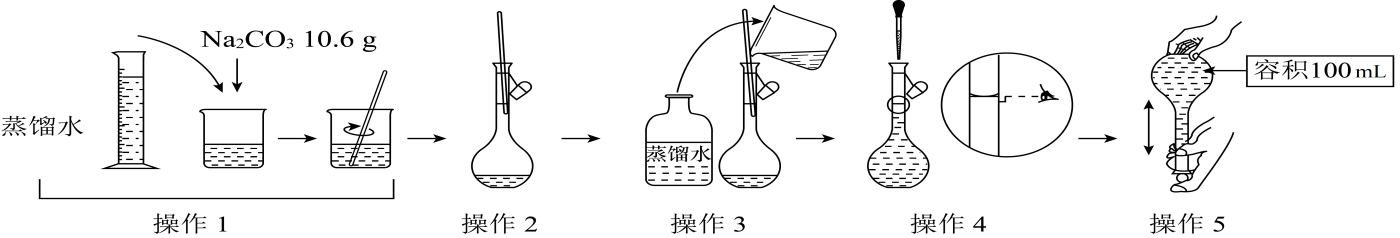 Na₂CO₃ 10.6 g
蒸馏水
蒸馏水
容积100 mL
操作 1
操作 2
操作 3
操作 4
操作 5